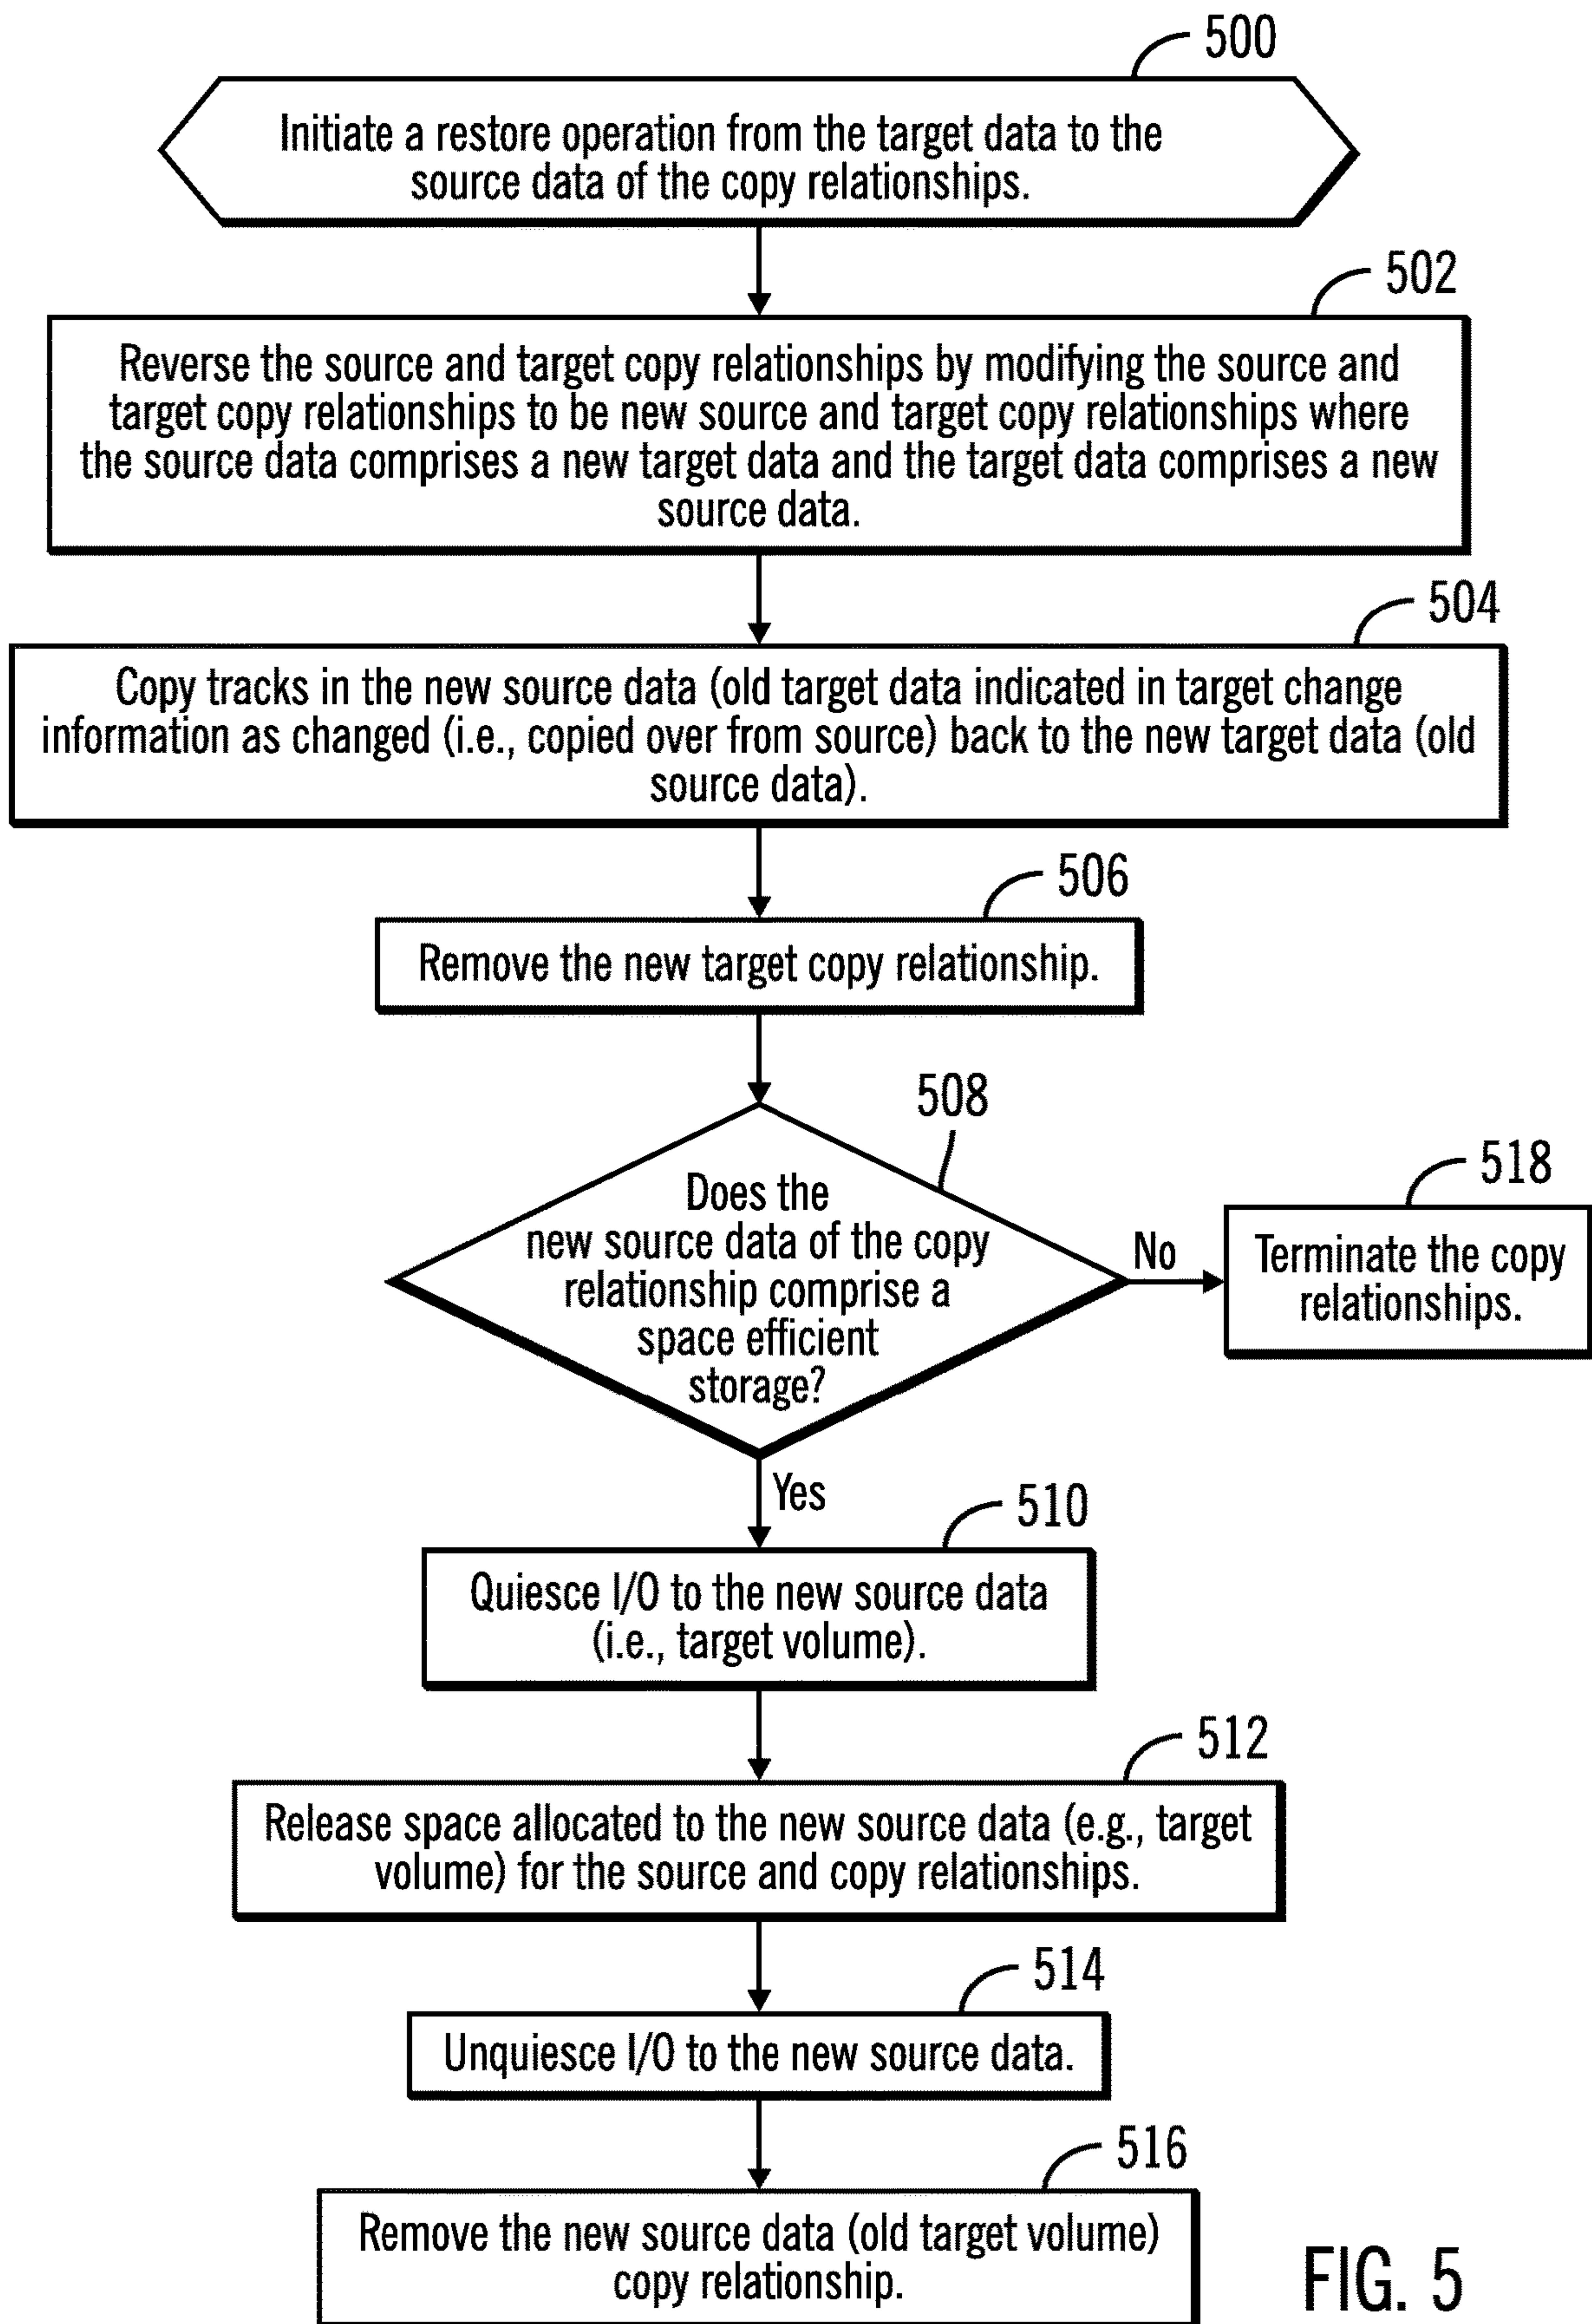 500
Initiate a restore operation from the target data to the
source data of the copy relationships.
502
Reverse the source and target copy relationships by modifying the source and
target copy relationships to be new source and target copy relationships where
the source data comprises a new target data and the target data comprises a new
source data.
504
Copy tracks in the new source data (old target data indicated in target change
information as changed (i.e., copied over from source) back to the new target data (old
source data).
506
Remove the new target copy relationship.
508
Does the
new source data of the copy
relationship comprise a
space efficient
storage?
No
518
Terminate the copy
relationships.
Yes
510
Quiesce I/O to the new source data
(i.e., target volume).
512
Release space allocated to the new source data (e.g., target
volume) for the source and copy relationships.
514
Unquiesce I/O to the new source data.
516
Remove the new source data (old target volume)
copy relationship.
FIG. 5